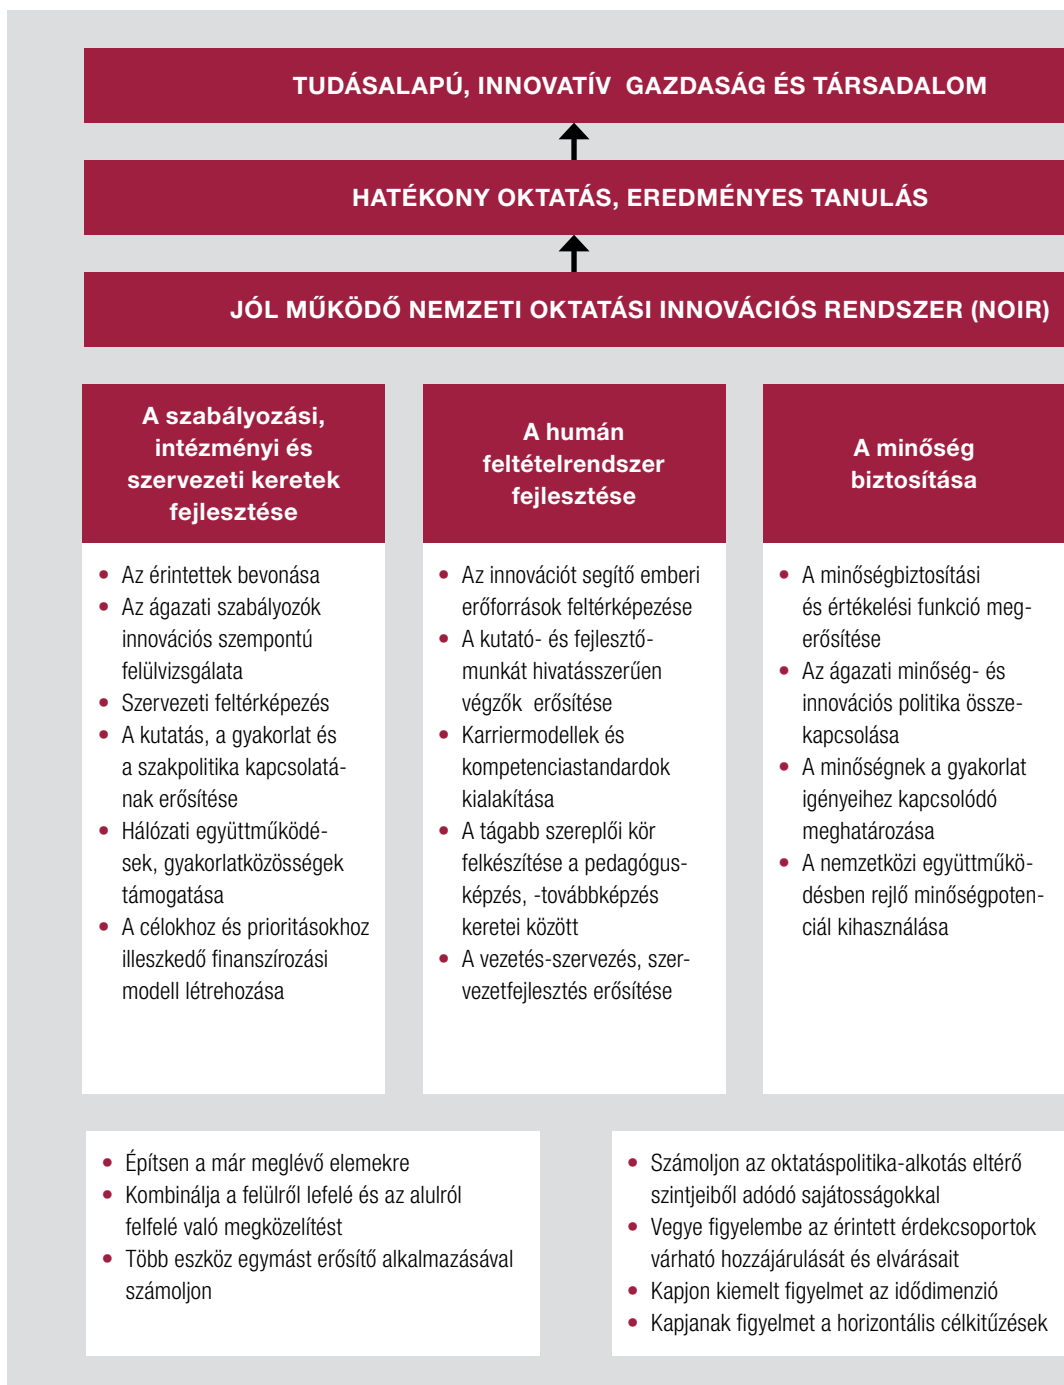 TUDÁSALAPÚ, INNOVATÍV GAZDASÁG ÉS TÁRSADALOM
HATÉKONY OKTATÁS, EREDMÉNYES TANULÁS
JÓL MŰKÖDŐ NEMZETI OKTATÁSI INNOVÁCIÓS RENDSZER (NOIR)
A szabályozási,
intézményi és
szervezeti keretek
fejlesztése
• Az érintettek bevonása
• Az ágazati szabályozók
innovációs szempontú
felülvizsgálata
• Szervezeti feltérképezés
• A kutatás, a gyakorlat és
a szakpolitika kapcsolatá-
nak erősítése
• Hálózati együttműködé-
sek, gyakorlatközösségek
támogatása
• A célokhoz és prioritásokhoz
illeszkedő finanszírozási
modell létrehozása
A humán
feltételrendszer
fejlesztése
• Az innovációt segítő emberi
erőforrások feltérképezése
• A kutató- és fejlesztő-
munkát hivatásszerűen
végzők erősítése
• Karriermodellek és
kompetenciastandardok
kialakítása
• A tágabb szereplői kör
felkészítése a pedagógus-
képzés, -továbbképzés
keretei között
• A vezetés-szervezés, szer-
vezetfejlesztés erősítése
A minőség
biztosítása
• A minőségbiztosítási
és értékelési funkció meg-
erősítése
• Az ágazati minőség- és
innovációs politika össze-
kapcsolása
• A minőségnek a gyakorlat
igényeihez kapcsolódó
meghatározása
• A nemzetközi együttműkö-
désben rejlő minőségpoten-
ciál kihasználása
• Építsen a már meglévő elemekre
• Kombinálja a felülről lefelé és az alulról
felfelé való megközelítést
• Több eszköz egymást erősítő alkalmazásával
számoljon
• Számoljon az oktatáspolitika-alkotás eltérő
szintjeiből adódó sajátosságokkal
• Vegye figyelembe az érintett érdekcsoportok
várható hozzájárulását és elvárásait
• Kapjon kiemelt figyelmet az idődimenzió
• Kapjanak figyelmet a horizontális célkitűzések